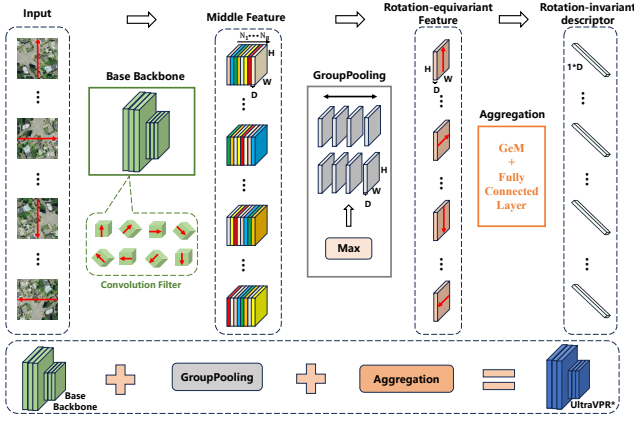 Input
Middle Feature
Rotation-equivariant
Feature
Rotation-invariant
descriptor
N₁•••N₈
H
W
D
Base Backbone
Convolution Filter
GroupPooling
H
W
D
Max
H
W
D
Aggregation
GeM
+
Fully
Connected
Layer
1*D
Base
Backbone
GroupPooling
Aggregation
UltraVPR*